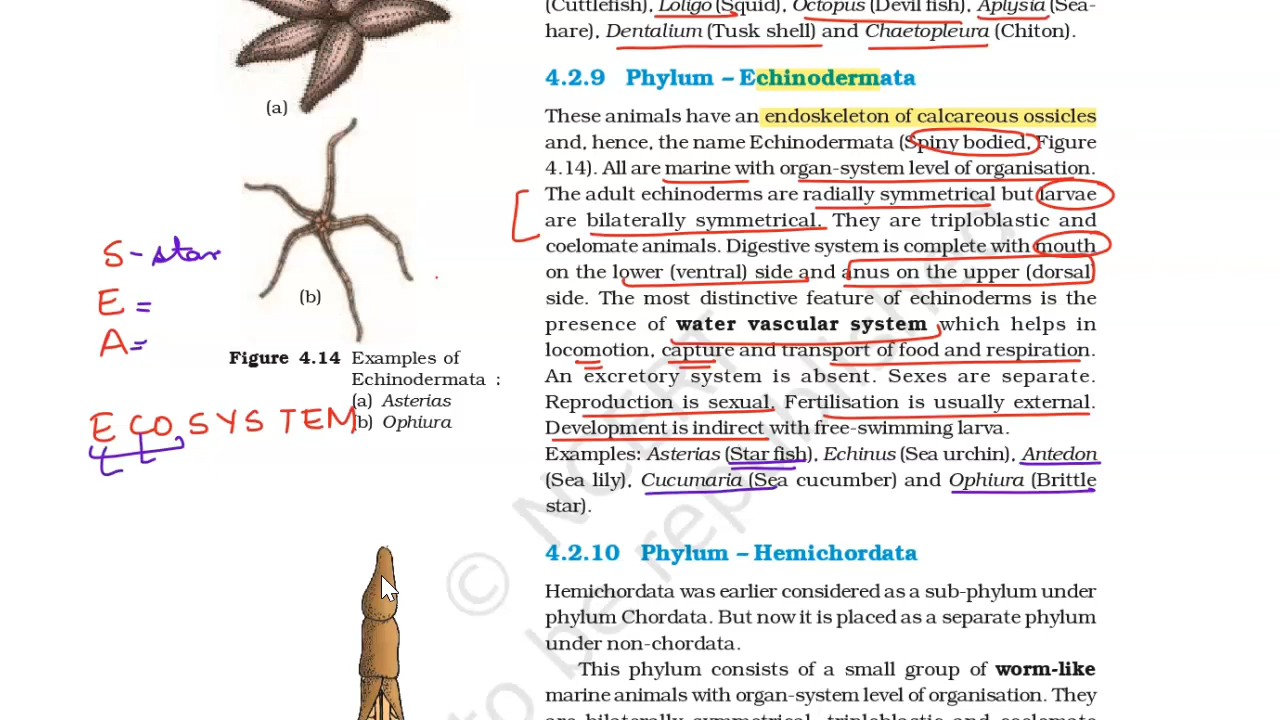 (Cuttlefish), Loligo (Squid), Octopus (Devil fish), Aplysia (Sea-
hare), Dentalium (Tusk shell) and Chaetopleura (Chiton).
4.2.9 Phylum – Echinodermata
These animals have an endoskeleton of calcareous ossicles
and, hence, the name Echinodermata (Spiny bodied, Figure
4.14). All are marine with organ-system level of organisation.
The adult echinoderms are radially symmetrical but larvae
are bilaterally symmetrical. They are triploblastic and
coelomate animals. Digestive system is complete with mouth
on the lower (ventral) side and anus on the upper (dorsal)
side. The most distinctive feature of echinoderms is the
presence of water vascular system which helps in
locomotion, capture and transport of food and respiration.
An excretory system is absent. Sexes are separate.
Reproduction is sexual. Fertilisation is usually external.
Development is indirect with free-swimming larva.
Examples: Asterias (Star fish), Echinus (Sea urchin), Antedon
(Sea lily), Cucumaria (Sea cucumber) and Ophiura (Brittle
star).
(a)
(b)
S - star
E =
A =
Figure 4.14 Examples of
Echinodermata :
(a) Asterias
(b) Ophiura
ECOSYSTEM
4.2.10 Phylum – Hemichordata
Hemichordata was earlier considered as a sub-phylum under
phylum Chordata. But now it is placed as a separate phylum
under non-chordata.
This phylum consists of a small group of worm-like
marine animals with organ-system level of organisation. They
are bilaterally symmetrical, triploblastic and coelomate
© NCERT
to be republished